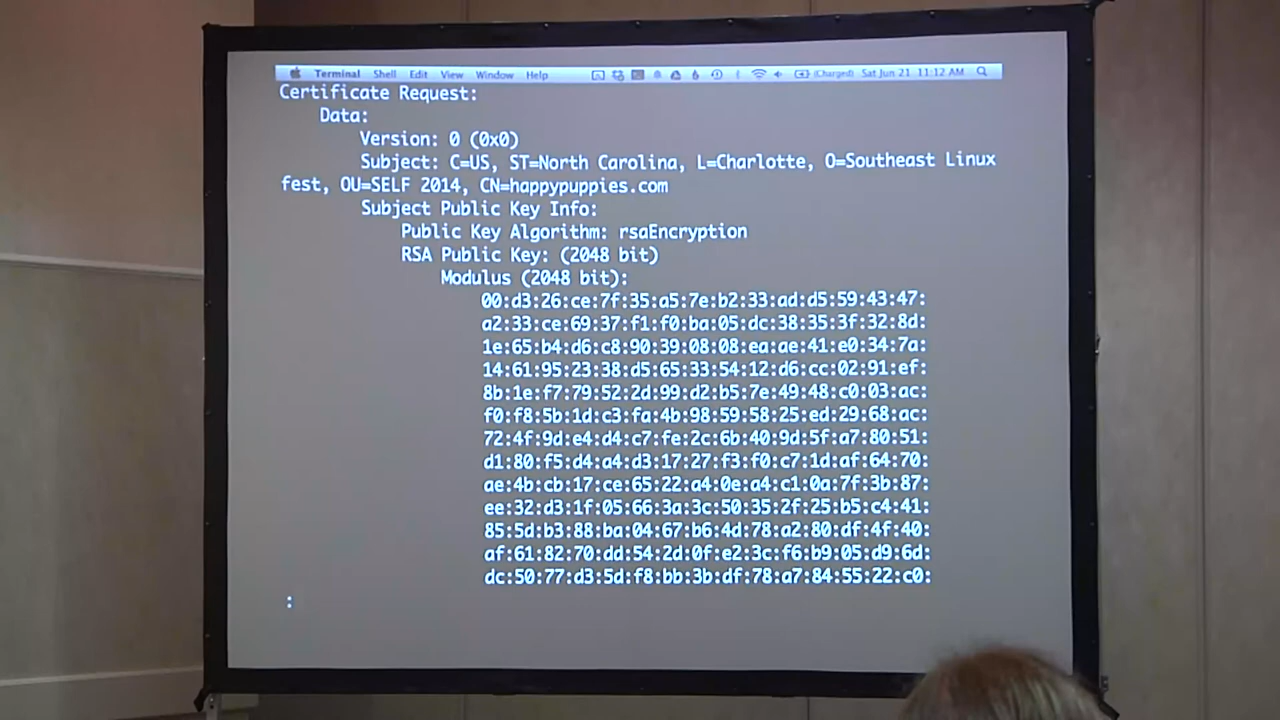 Terminal Shell Edit View Window Help (Charged) Sat Jun 21 11:12 AM
Certificate Request:
Data:
Version: 0 (0x0)
Subject: C=US, ST=North Carolina, L=Charlotte, O=Southeast Linux
fest, OU=SELF 2014, CN=happypuppies.com
Subject Public Key Info:
Public Key Algorithm: rsaEncryption
RSA Public Key: (2048 bit)
Modulus (2048 bit):
00:d3:26:ce:7f:35:a5:7e:b2:33:ad:d5:59:43:47:
a2:33:ce:69:37:f1:f0:ba:05:dc:38:35:3f:32:8d:
1e:65:b4:d6:c8:90:39:08:08:ea:ae:41:e0:34:7a:
14:61:95:23:38:d5:65:33:54:12:d6:cc:02:91:ef:
8b:1e:f7:79:52:2d:99:d2:b5:7e:49:48:c0:03:ac:
f0:f8:5b:1d:c3:fa:4b:98:59:58:25:ed:29:68:ac:
72:4f:9d:e4:d4:c7:fe:2c:6b:40:9d:5f:a7:80:51:
d1:80:f5:d4:a4:d3:17:27:f3:f0:c7:1d:af:64:70:
ae:4b:cb:17:ce:65:22:a4:0e:a4:c1:0a:7f:3b:87:
ee:32:d3:1f:05:66:3a:3c:50:35:2f:25:b5:c4:41:
85:5d:b3:88:ba:04:67:b6:4d:78:a2:80:df:4f:40:
af:61:82:70:dd:54:2d:0f:e2:3c:f6:b9:05:d9:6d:
dc:50:77:d3:5d:f8:bb:3b:df:78:a7:84:55:22:c0:
: